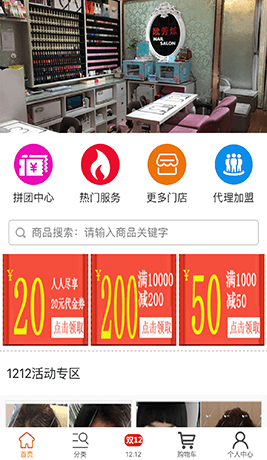 NAIL
SALON
拼团中心
热门服务
更多门店
代理加盟
商品搜索：请输入商品关键字
¥
20
人人尽享
20元代金券
点击领取
¥
200
满10000
减200
点击领取
¥
50
满1000
减50
点击领取
1212活动专区
首页
分类
双12
12.12
购物车
个人中心